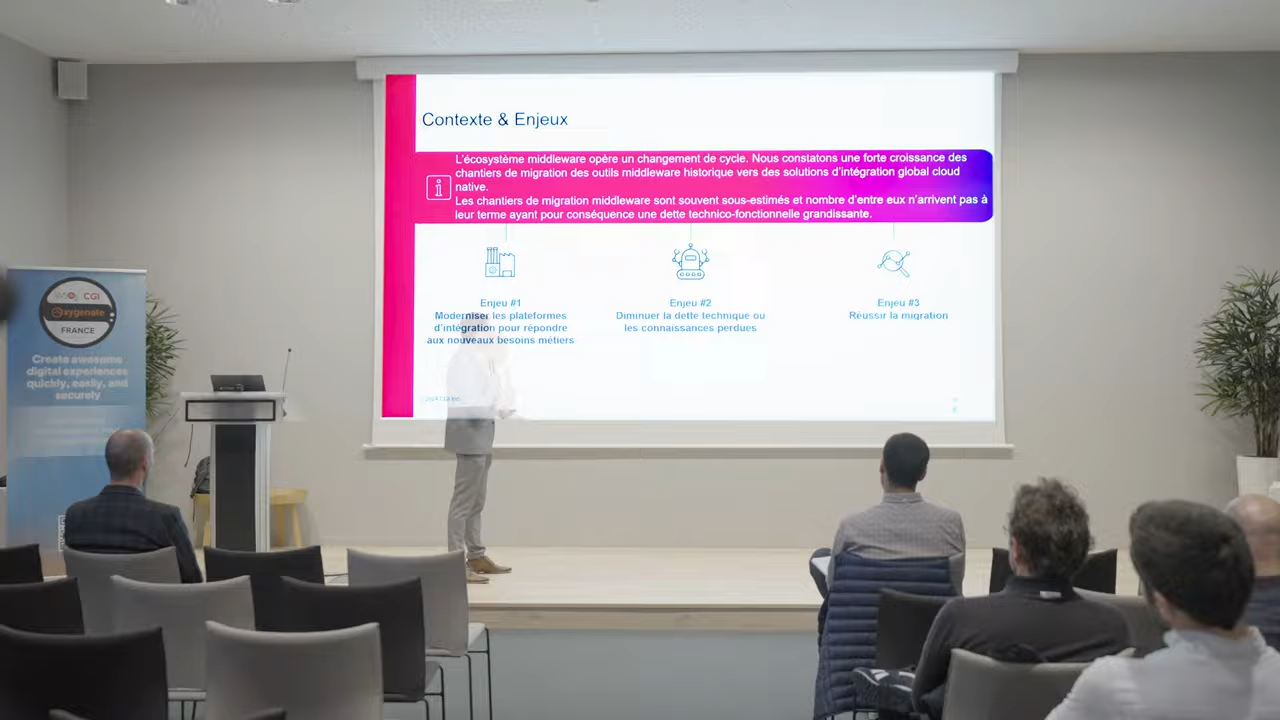 Contexte & Enjeux
L'écosystème middleware opère un changement de cycle. Nous constatons une forte croissance des
chantiers de migration des outils middleware historique vers des solutions d'intégration global cloud
native.
Les chantiers de migration middleware sont souvent sous-estimés et nombre d'entre eux n'arrivent pas à
leur terme ayant pour conséquence une dette technico-fonctionnelle grandissante.
Enjeu #1
Moderniser les plateformes
d'intégration pour répondre
aux nouveaux besoins métiers
Enjeu #2
Diminuer la dette technique ou
les connaissances perdues
Enjeu #3
Réussir la migration
CGI
Oxygenate
FRANCE
Create awesome
digital experiences
quickly, easily, and
securely